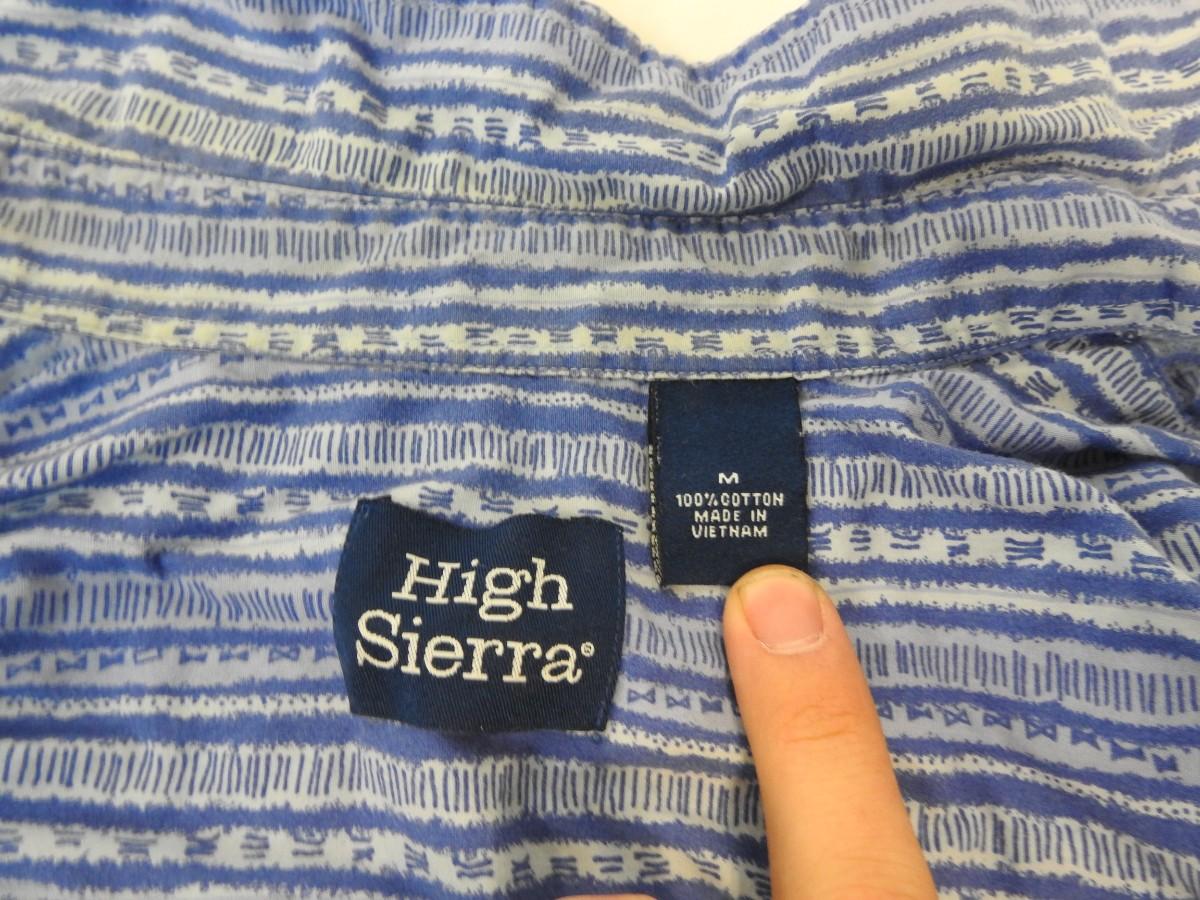 High
Sierra®
M
100% COTTON
MADE IN
VIETNAM